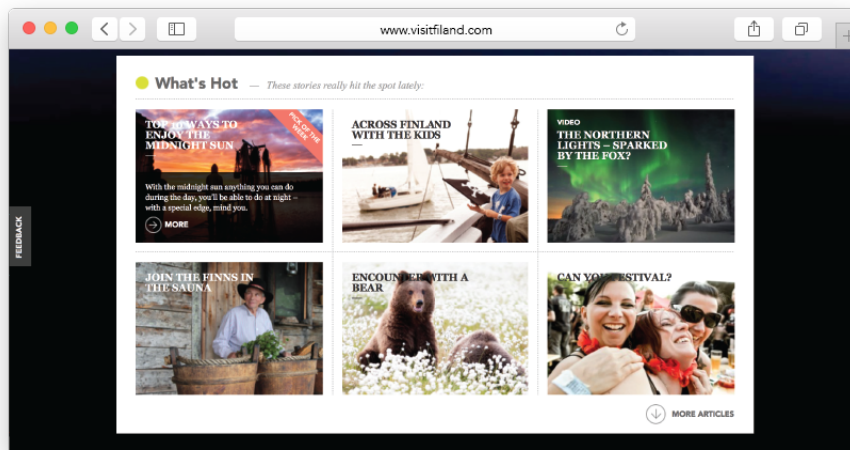 www.visitfiland.com
What's Hot — These stories really hit the spot lately:
TOP 10 WAYS TO
ENJOY THE
MIDNIGHT SUN
PICK OF THE
WEEK
With the midnight sun anything you can do
during the day, you'll be able to do at night –
with a special edge, mind you.
MORE
ACROSS FINLAND
WITH THE KIDS
VIDEO
THE NORTHERN
LIGHTS – SPARKED
BY THE FOX?
FEEDBACK
JOIN THE FINNS IN
THE SAUNA
ENCOUNTER WITH A
BEAR
CAN YOU FESTIVAL?
MORE ARTICLES